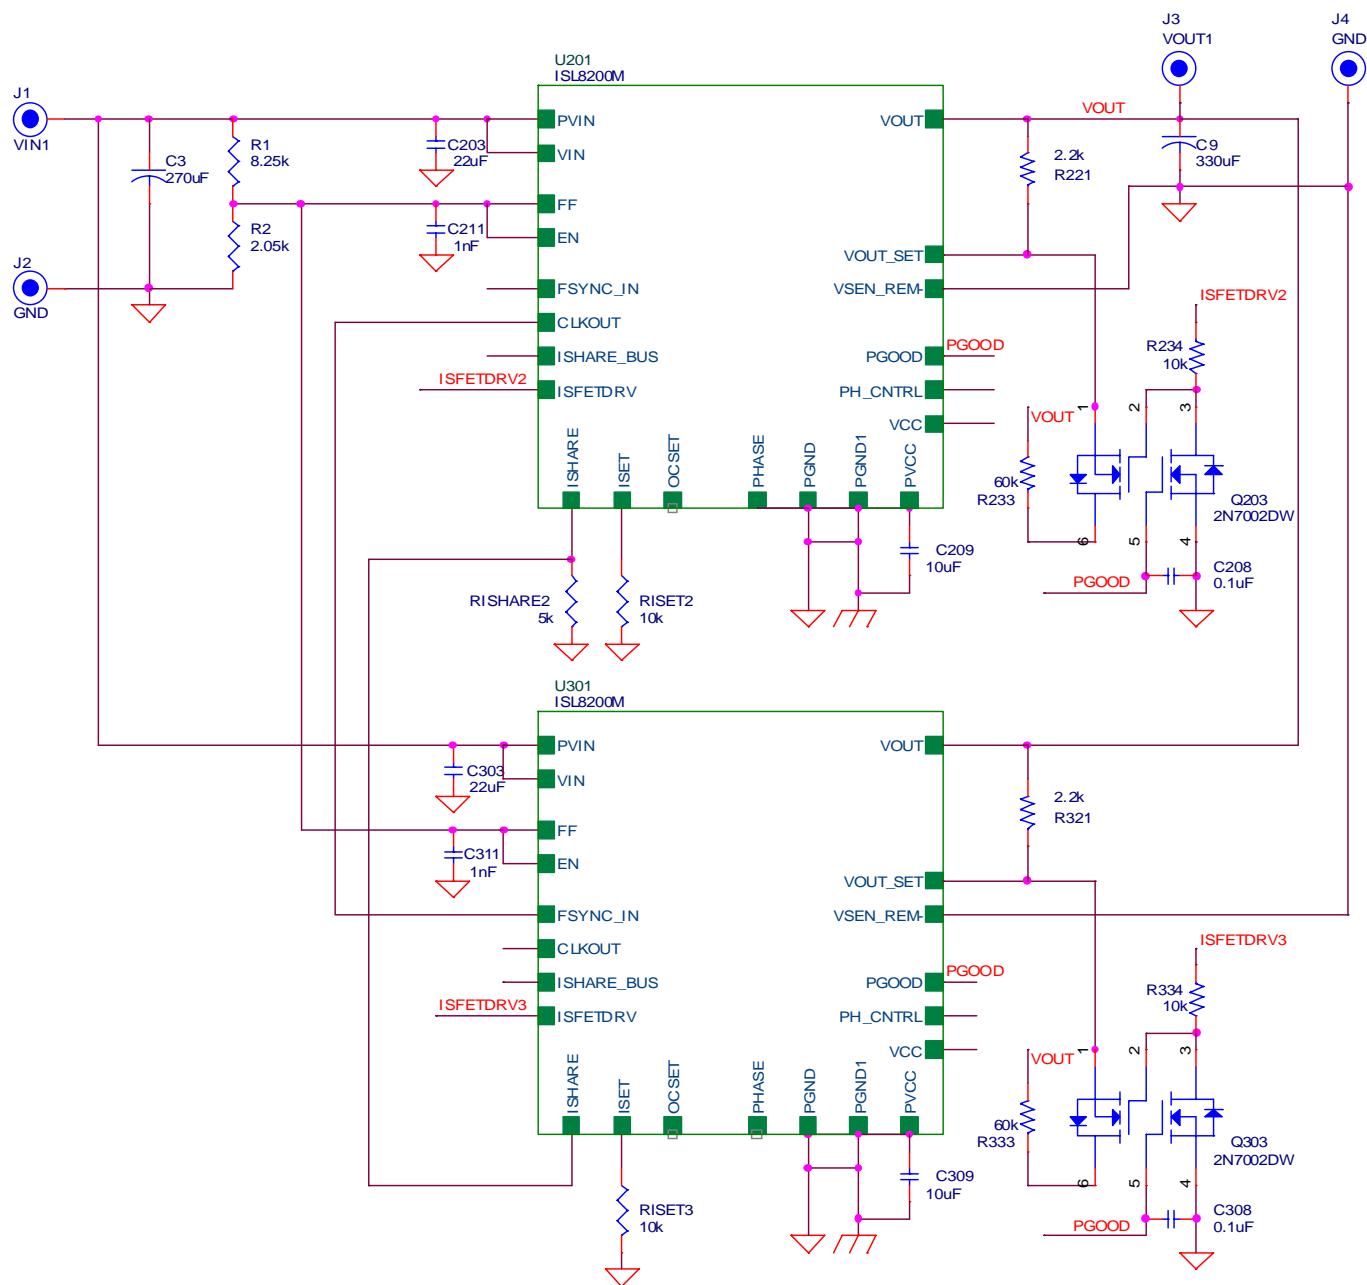 J3
VOUT1
J4
GND
U201
ISL8200M
J1
VIN1
PVIN
VIN
FF
EN
FSYNC_IN
CLKOUT
ISHARE_BUS
ISFETDRV
VOUT
VOUT_SET
VSEN_REM-
PGOOD
PH_CNTRL
VCC
ISHARE
ISET
OCSET
PHASE
PGND
PGND1
PVCC
R1
8.25k
C3
270uF
R2
2.05k
J2
GND
C203
22uF
C211
1nF
ISFETDRV2
VOUT
C9
330uF
2.2k
R221
PGOOD
ISFETDRV2
R234
10k
VOUT
1
2
3
60k
R233
Q203
2N7002DW
6
5
4
PGOOD
C208
0.1uF
C209
10uF
RISHARE2
5k
RISET2
10k
U301
ISL8200M
PVIN
VIN
FF
EN
FSYNC_IN
CLKOUT
ISHARE_BUS
ISFETDRV
VOUT
VOUT_SET
VSEN_REM-
PGOOD
PH_CNTRL
VCC
ISHARE
ISET
OCSET
PHASE
PGND
PGND1
PVCC
C303
22uF
C311
1nF
ISFETDRV3
2.2k
R321
PGOOD
ISFETDRV3
R334
10k
VOUT
1
2
3
60k
R333
Q303
2N7002DW
6
5
4
PGOOD
C308
0.1uF
C309
10uF
RISET3
10k